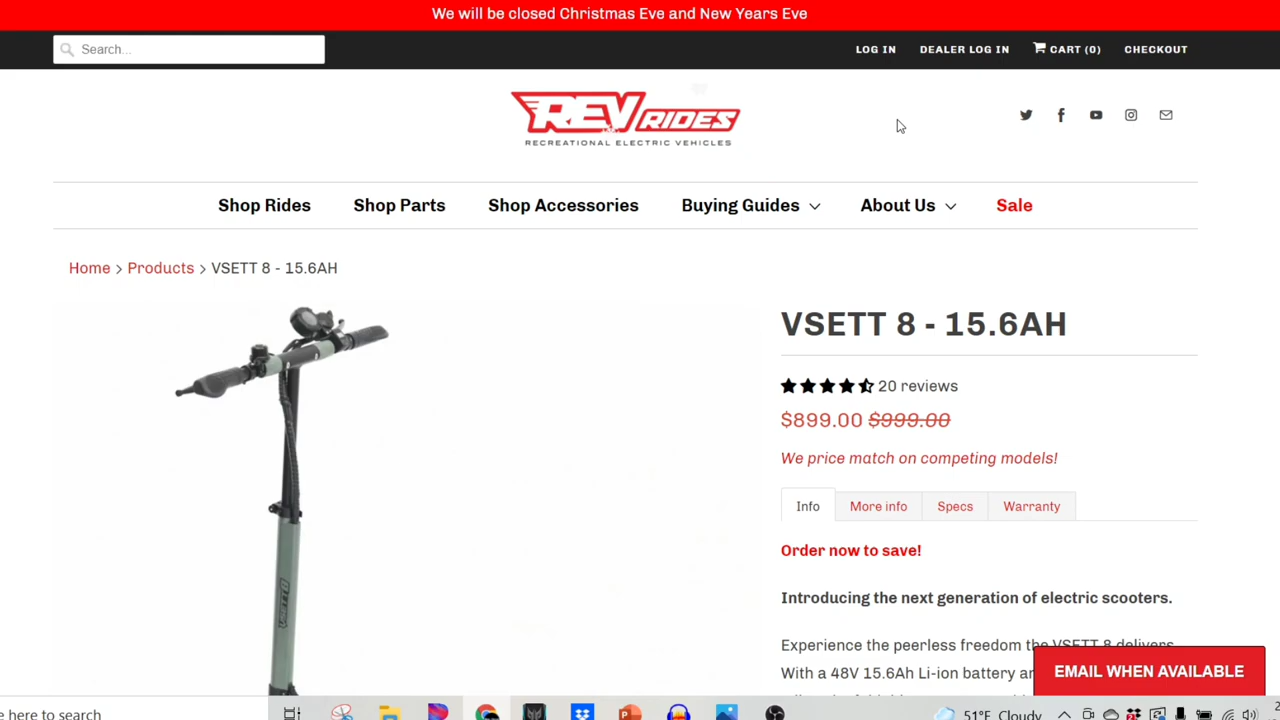 We will be closed Christmas Eve and New Years Eve
Search...
LOG IN
DEALER LOG IN
CART (0)
CHECKOUT
REV RIDES
RECREATIONAL ELECTRIC VEHICLES
Shop Rides
Shop Parts
Shop Accessories
Buying Guides
About Us
Sale
Home > Products > VSETT 8 - 15.6AH
VSETT 8 - 15.6AH
20 reviews
$899.00 $999.00
We price match on competing models!
Info
More info
Specs
Warranty
Order now to save!
Introducing the next generation of electric scooters.
Experience the peerless freedom the VSETT 8 delivers.
With a 48V 15.6Ah Li-ion battery
EMAIL WHEN AVAILABLE
VSETT 8
e here to search
51°F Cloudy